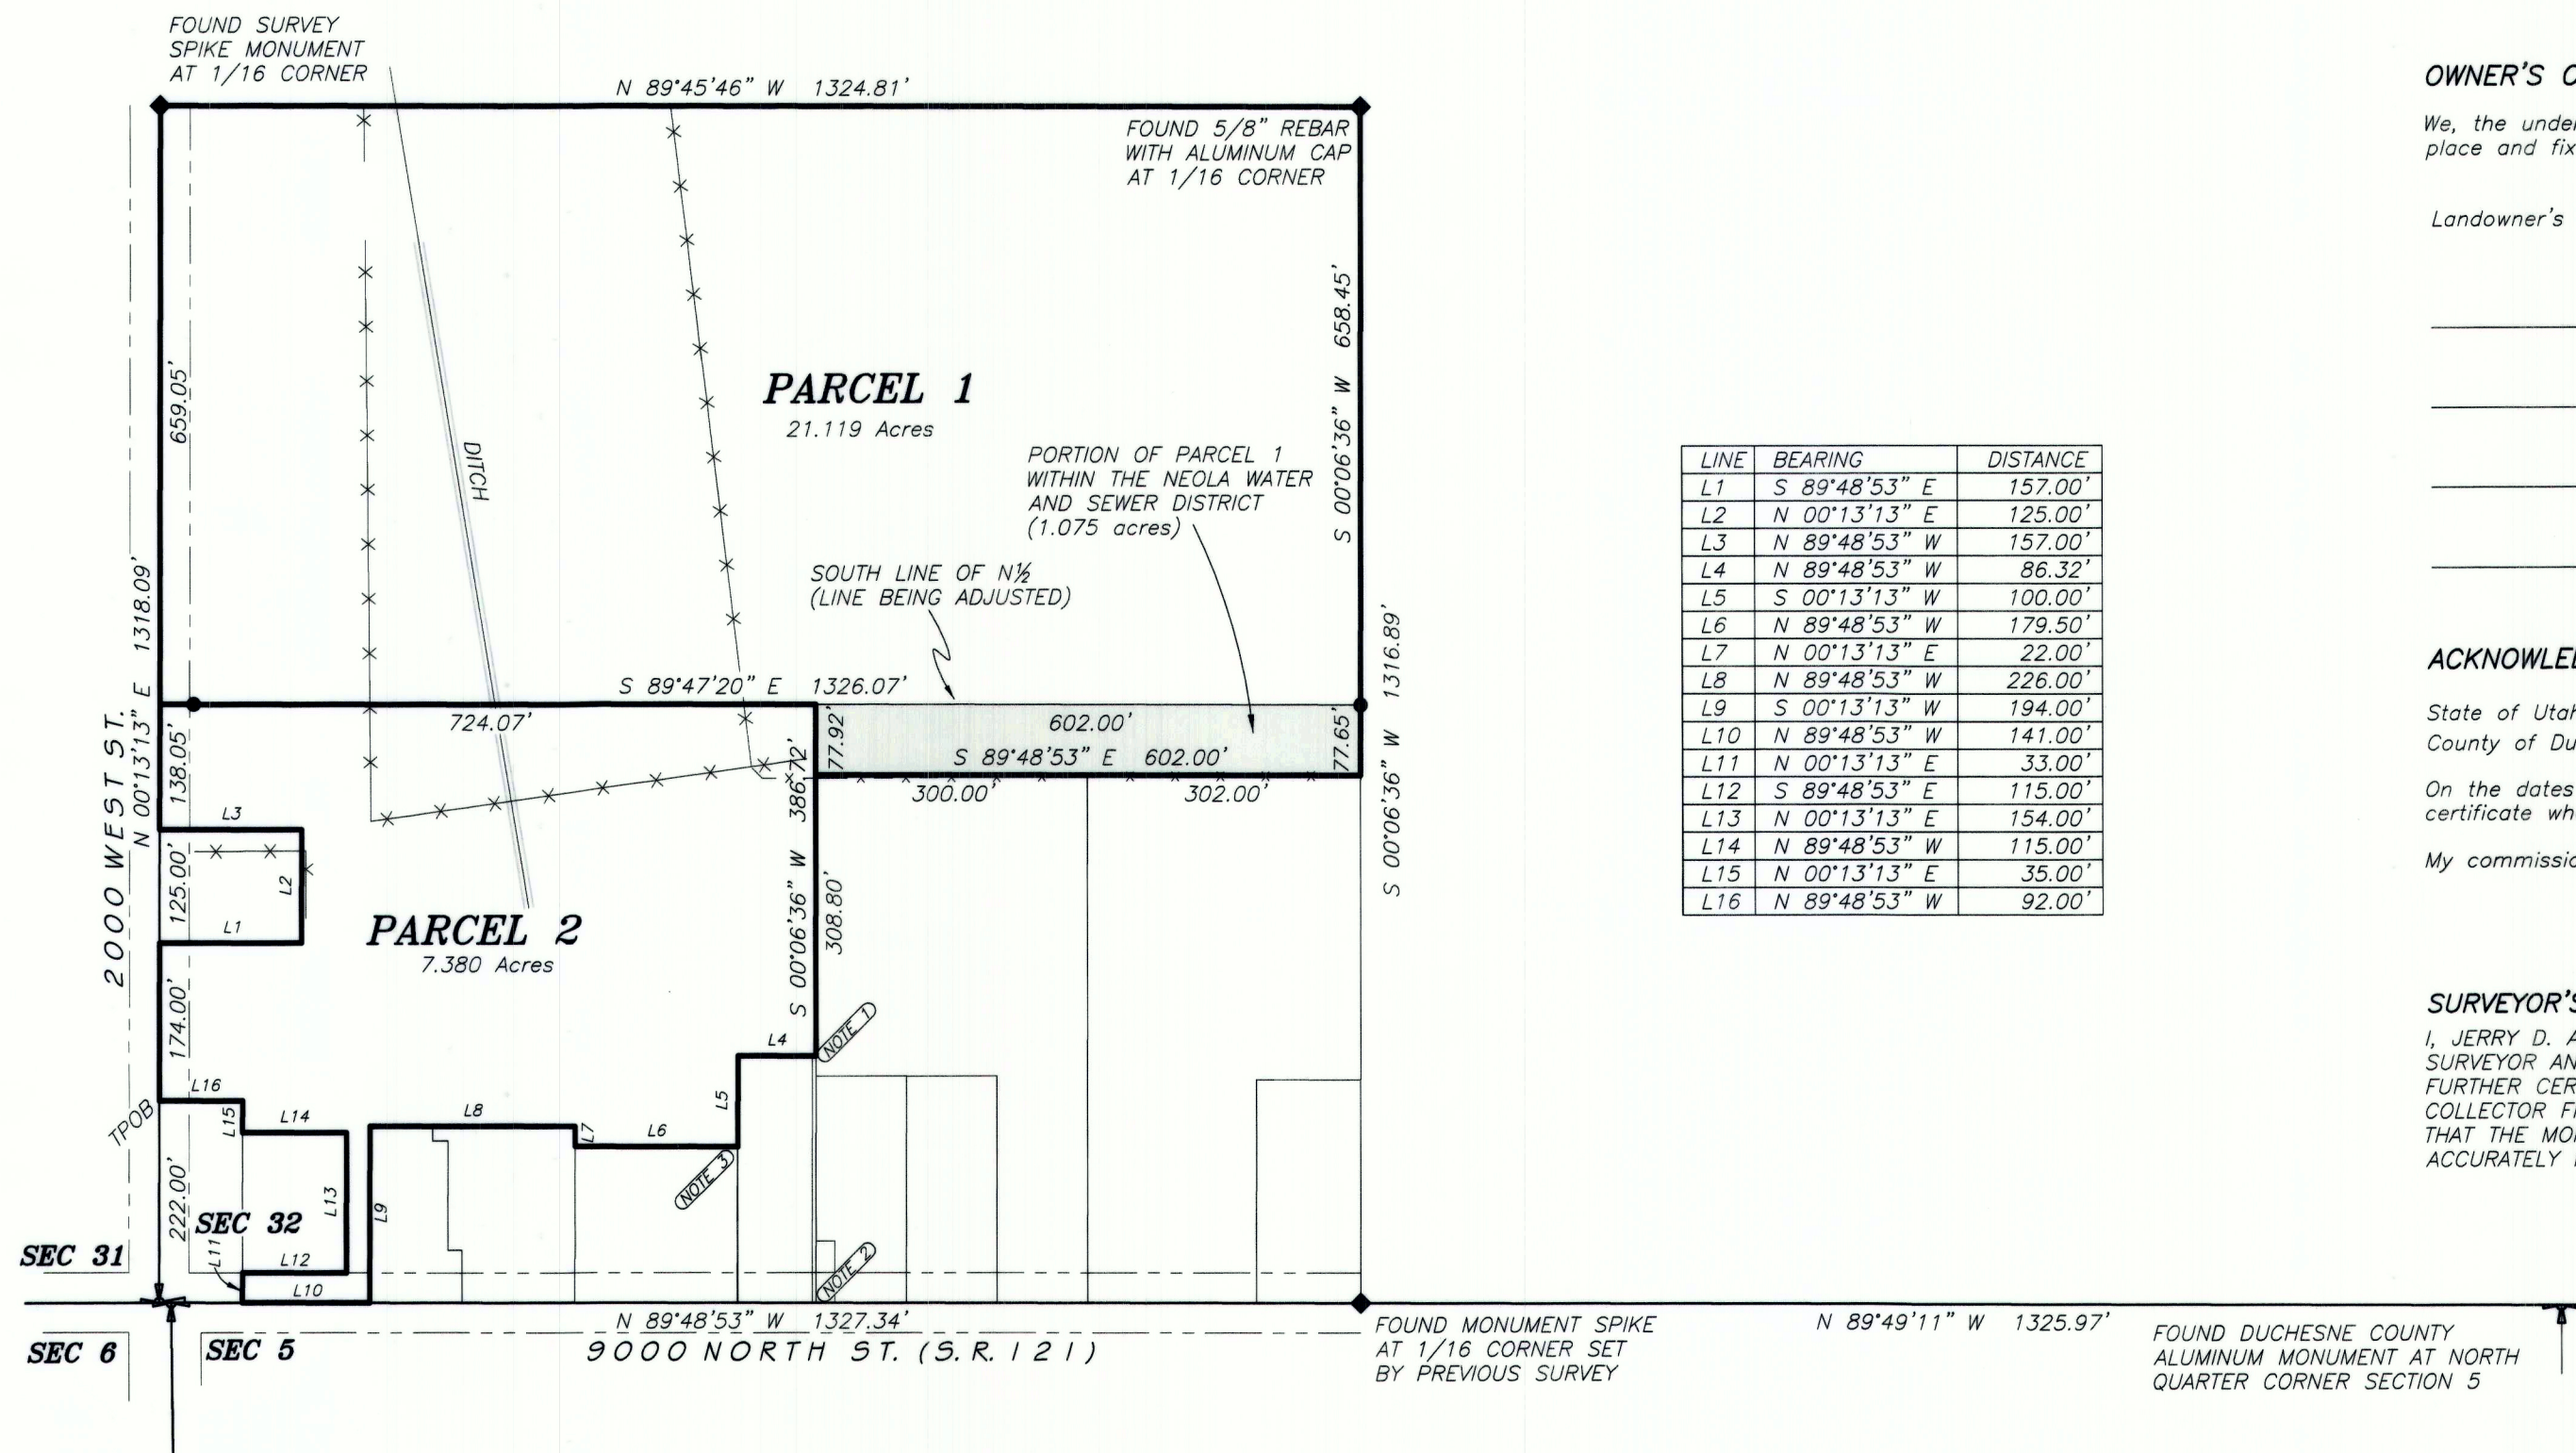 FOUND SURVEY
SPIKE MONUMENT
AT 1/16 CORNER
N 89°45'46" W 1324.81'
FOUND 5/8" REBAR
WITH ALUMINUM CAP
AT 1/16 CORNER
659.05'
N 00°13'13" E 1318.09'
2000 WEST ST.
DITCH
PARCEL 1
21.119 Acres
S 00°06'36" W 658.45'
PORTION OF PARCEL 1
WITHIN THE NEOLA WATER
AND SEWER DISTRICT
(1.075 acres)
SOUTH LINE OF N½
(LINE BEING ADJUSTED)
S 89°47'20" E 1326.07'
724.07'
602.00'
77.92'
77.65'
S 89°48'53" E 602.00'
300.00'
302.00'
S 00°06'36" W 1316.89'
138.05'
L3
125.00'
L2
L1
PARCEL 2
7.380 Acres
S 00°06'36" W 386.72'
308.80'
174.00'
NOTE 1
L4
L16
TPOB
L15
L14
L8
L5
L7
L6
NOTE 3
222.00'
L13
L9
SEC 32
SEC 31
L11
L12
L10
NOTE 2
N 89°48'53" W 1327.34'
SEC 6
SEC 5
9000 NORTH ST. (S.R.121)
FOUND MONUMENT SPIKE
AT 1/16 CORNER SET
BY PREVIOUS SURVEY
N 89°49'11" W 1325.97'
FOUND DUCHESNE COUNTY
ALUMINUM MONUMENT AT NORTH
QUARTER CORNER SECTION 5
LINE BEARING DISTANCE
L1 S 89°48'53" E 157.00'
L2 N 00°13'13" E 125.00'
L3 N 89°48'53" W 157.00'
L4 N 89°48'53" W 86.32'
L5 S 00°13'13" W 100.00'
L6 N 89°48'53" W 179.50'
L7 N 00°13'13" E 22.00'
L8 N 89°48'53" W 226.00'
L9 S 00°13'13" W 194.00'
L10 N 89°48'53" W 141.00'
L11 N 00°13'13" E 33.00'
L12 S 89°48'53" E 115.00'
L13 N 00°13'13" E 154.00'
L14 N 89°48'53" W 115.00'
L15 N 00°13'13" E 35.00'
L16 N 89°48'53" W 92.00'
OWNER'S
We, the
place and
Landowner's
State of Utah
County of
On the dates
certificate
My
SURVEYOR'S
I, JERRY D.
SURVEYOR
FURTHER
COLLECTOR
THAT THE
ACCURATELY